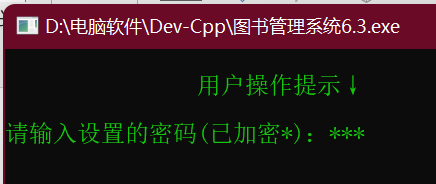 D:\电脑软件\Dev-Cpp\图书管理系统6.3.exe
用户操作提示↓
请输入设置的密码(已加密*): ***